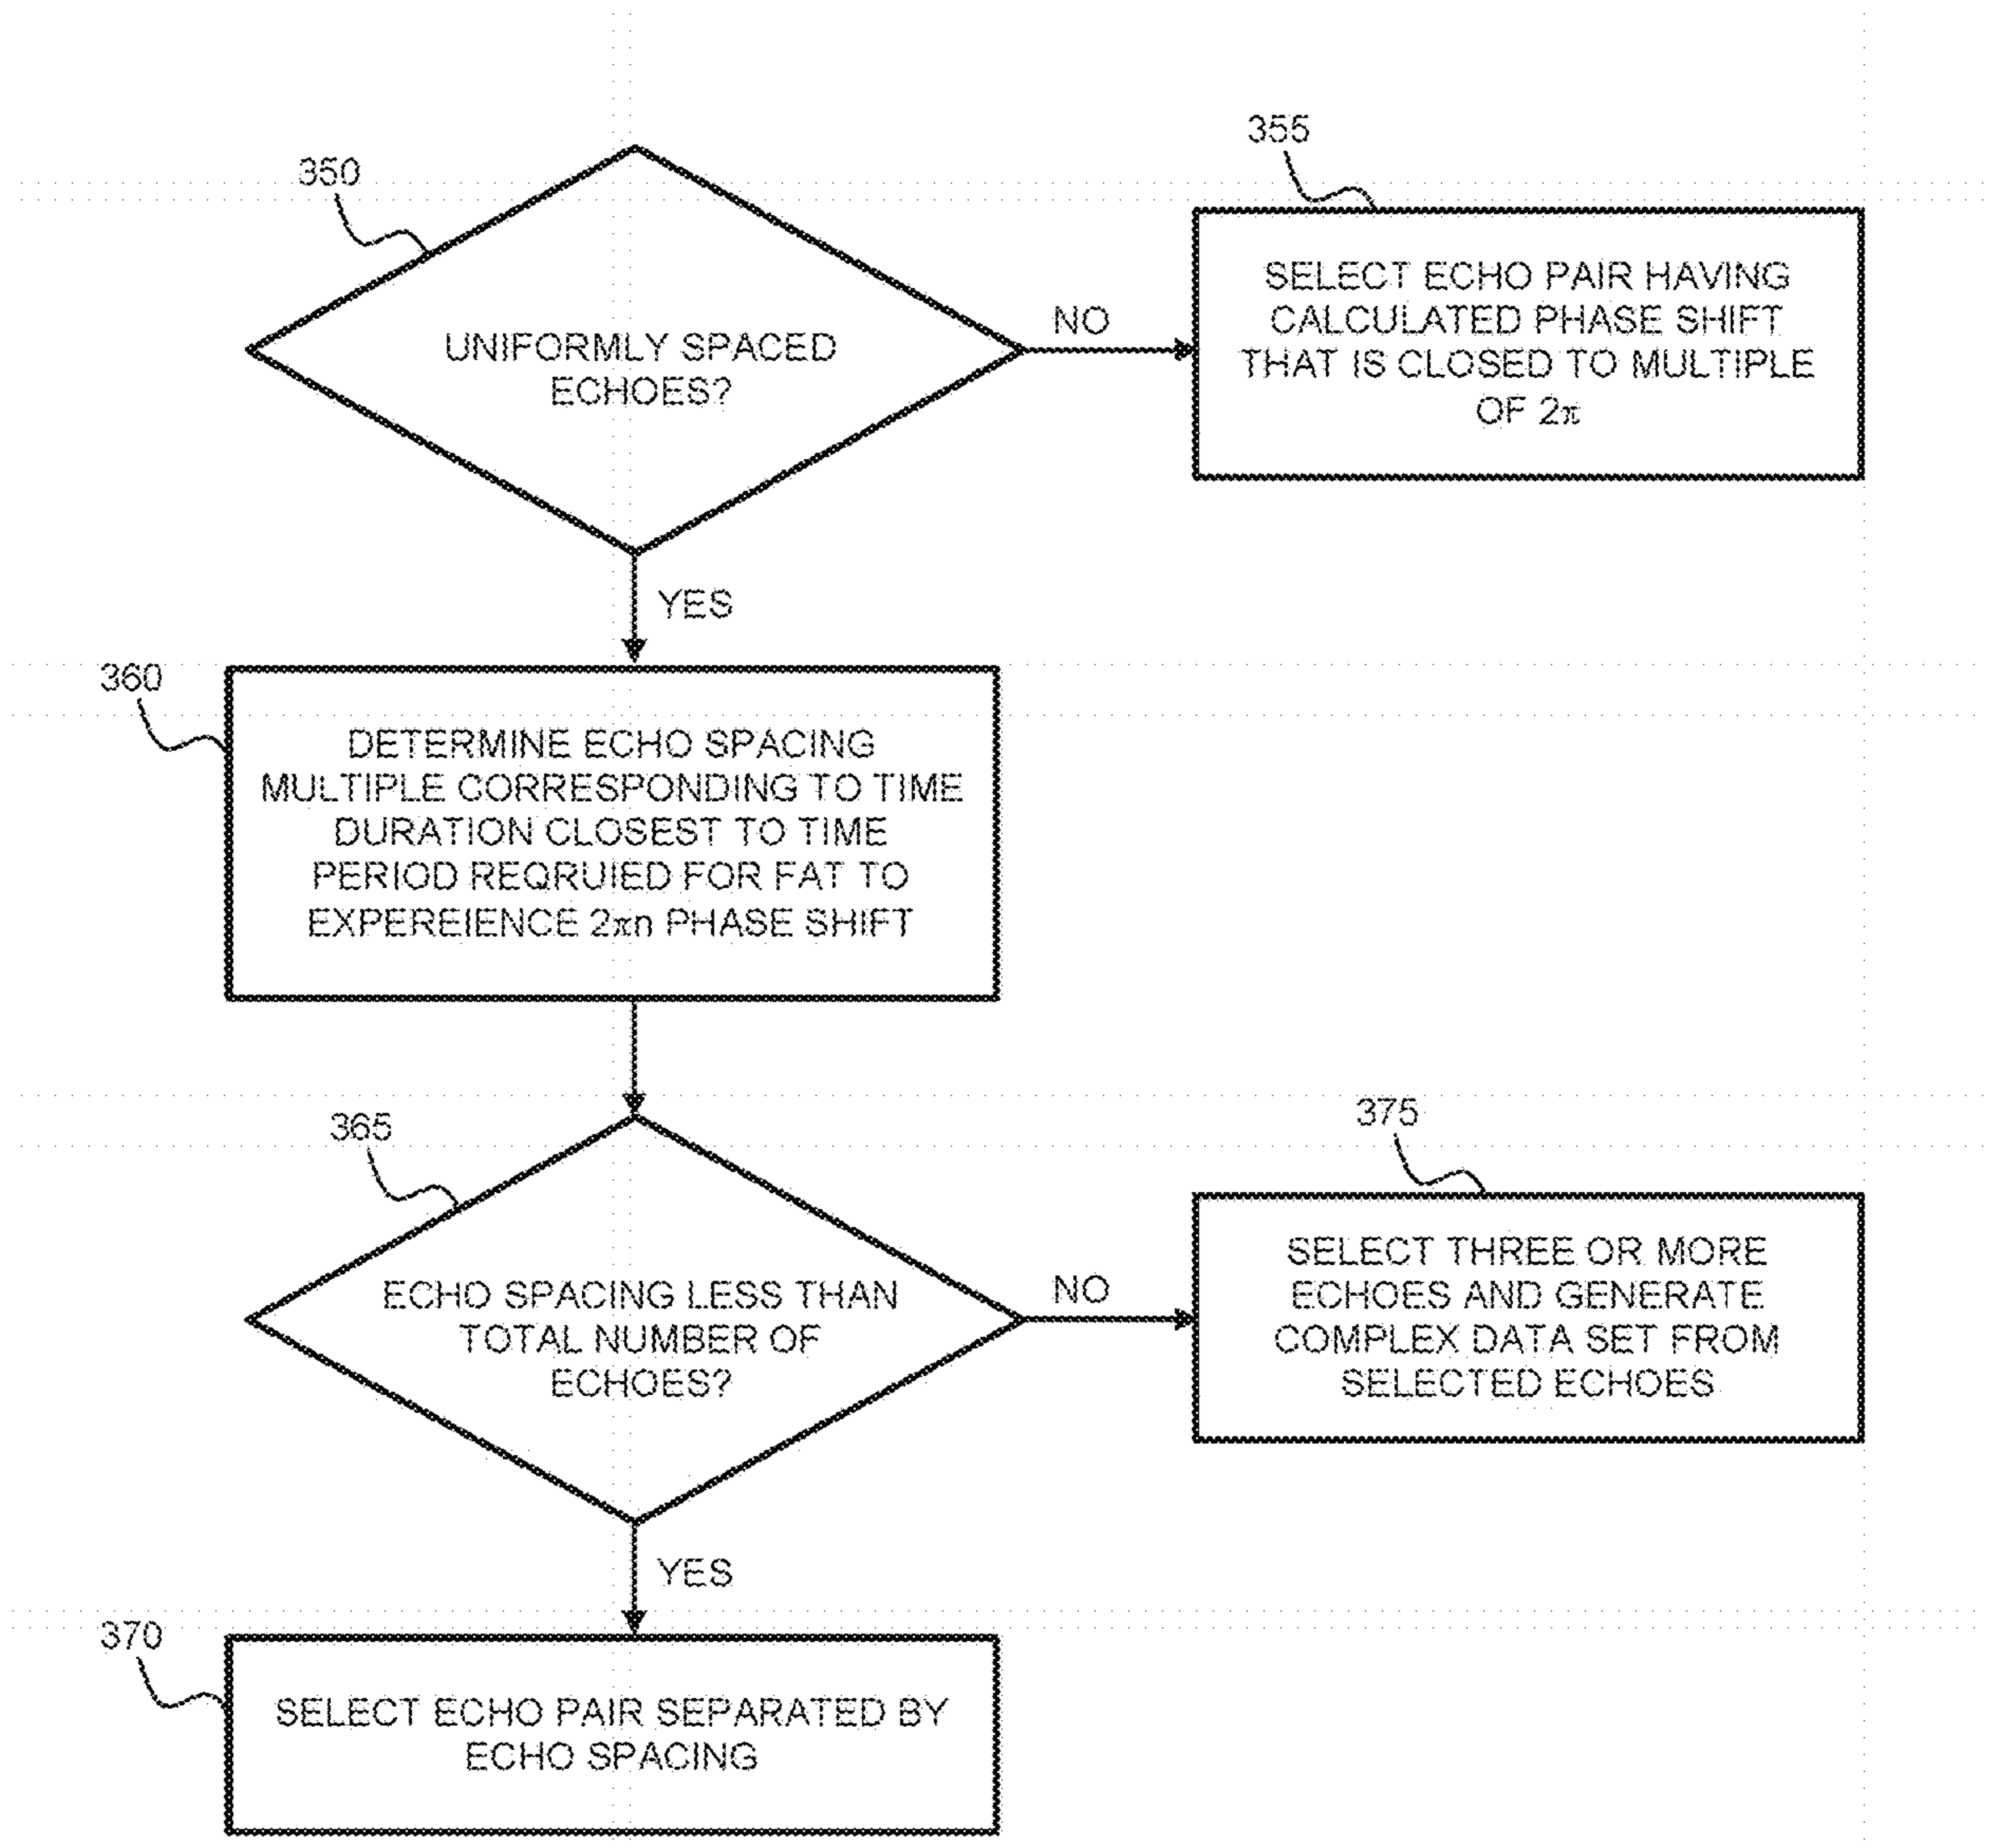 350
355
UNIFORMLY SPACED
ECHOES?
NO
SELECT ECHO PAIR HAVING
CALCULATED PHASE SHIFT
THAT IS CLOSED TO MULTIPLE
OF 2π
YES
360
DETERMINE ECHO SPACING
MULTIPLE CORRESPONDING TO TIME
DURATION CLOSEST TO TIME
PERIOD REQRUIED FOR FAT TO
EXPEREIENCE 2πn PHASE SHIFT
365
375
ECHO SPACING LESS THAN
TOTAL NUMBER OF
ECHOES?
NO
SELECT THREE OR MORE
ECHOES AND GENERATE
COMPLEX DATA SET FROM
SELECTED ECHOES
YES
370
SELECT ECHO PAIR SEPARATED BY
ECHO SPACING